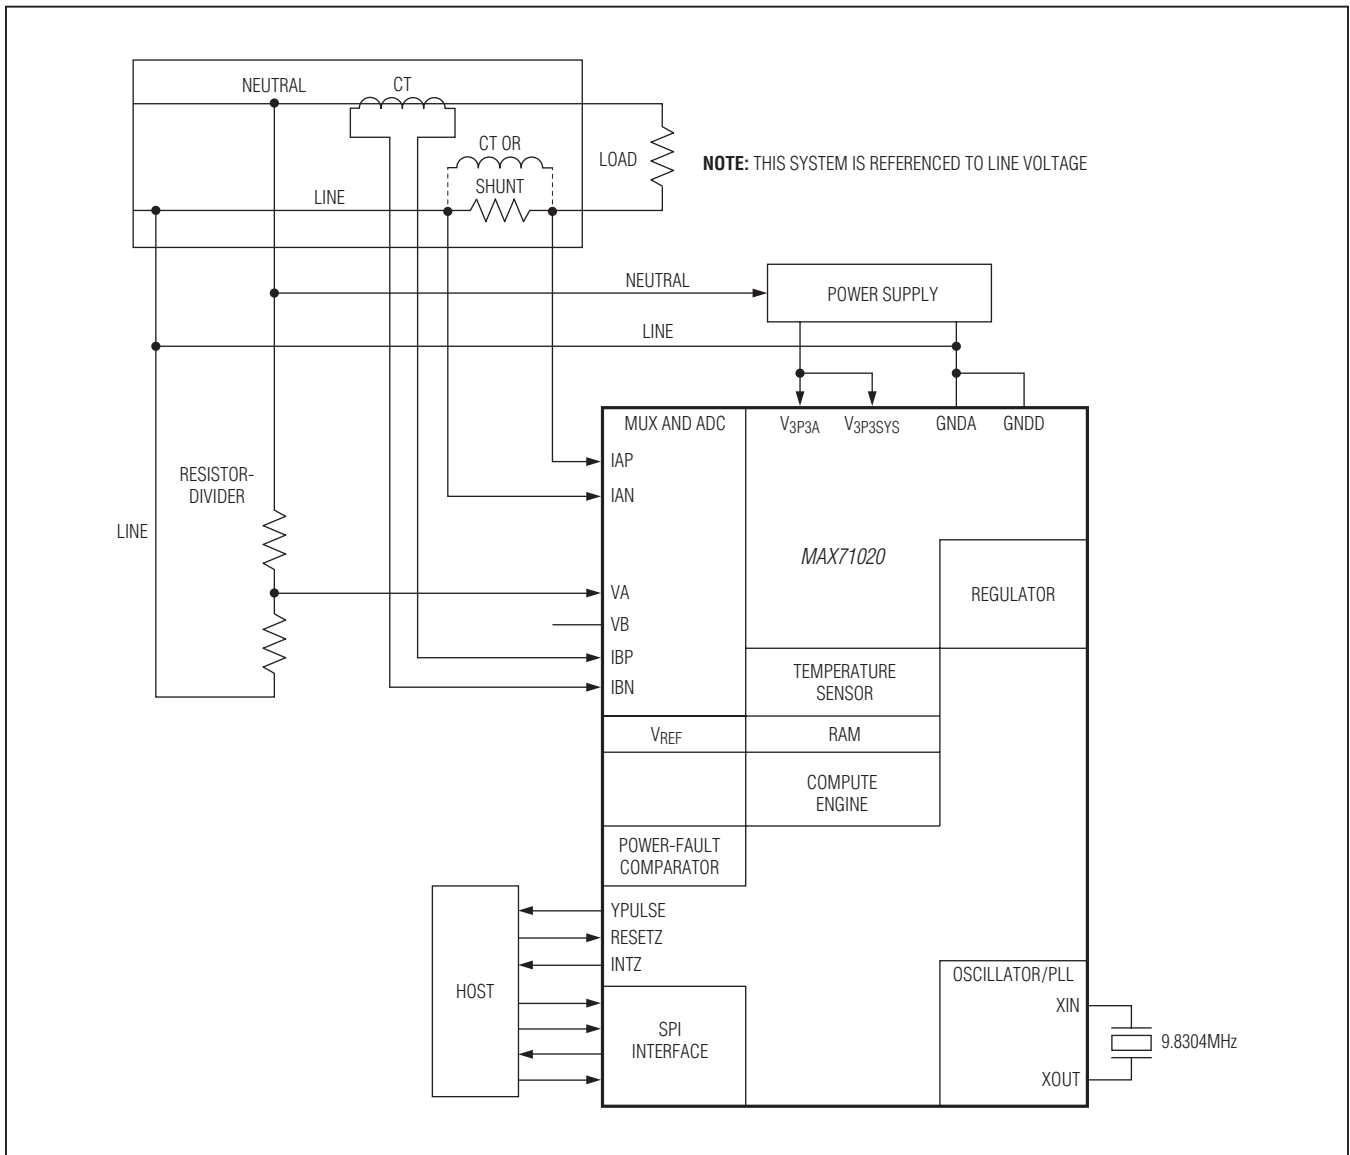 NEUTRAL
CT
CT OR
SHUNT
LOAD
NOTE: THIS SYSTEM IS REFERENCED TO LINE VOLTAGE
LINE
NEUTRAL
POWER SUPPLY
LINE
MUX AND ADC
V3P3A
V3P3SYS
GNDA
GNDD
IAP
IAN
RESISTOR-
DIVIDER
LINE
MAX71020
REGULATOR
VA
VB
IBP
IBN
TEMPERATURE
SENSOR
VREF
RAM
COMPUTE
ENGINE
POWER-FAULT
COMPARATOR
YPULSE
RESETZ
INTZ
HOST
SPI
INTERFACE
OSCILLATOR/PLL
XIN
9.8304MHz
XOUT